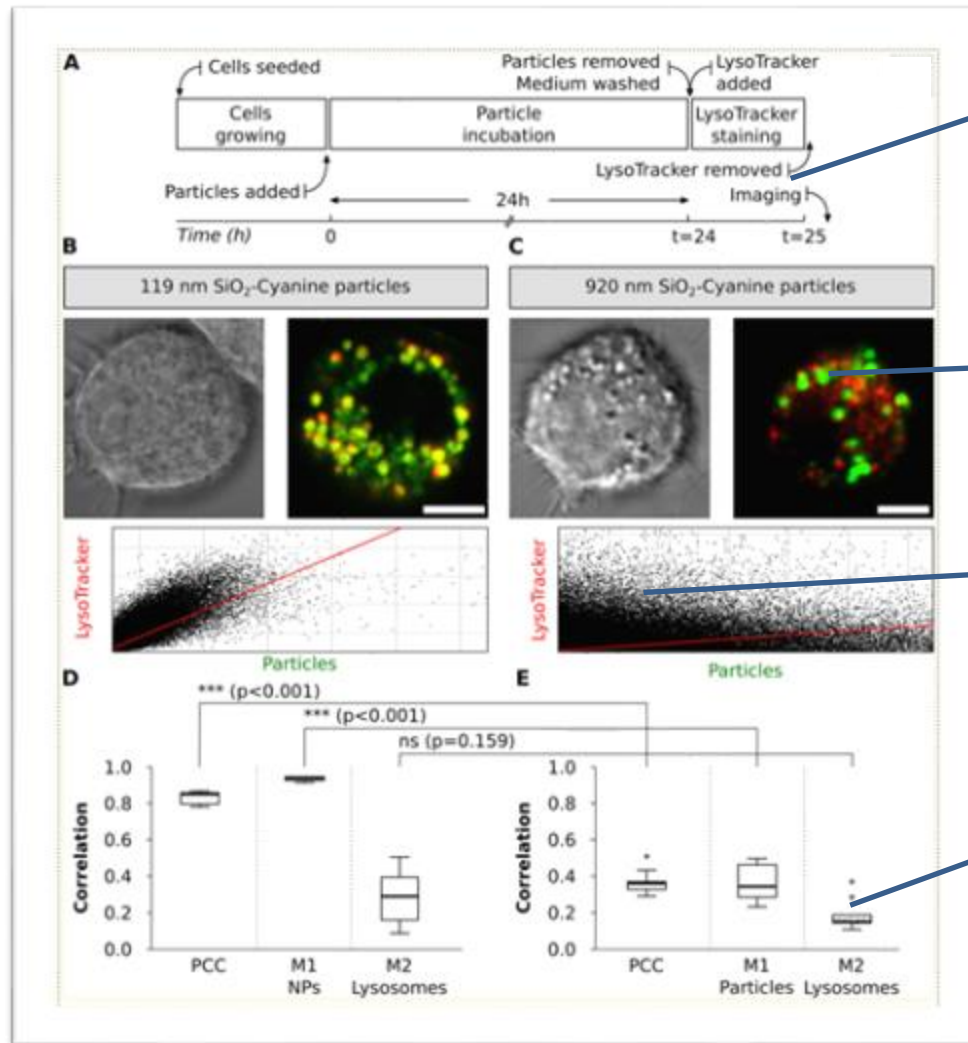 A
Cells seeded
Particles removed
Medium washed
LysoTracker
added
Cells
growing
Particle
incubation
LysoTracker
staining
Particles added
LysoTracker removed
24h
Imaging
Time (h)
0
t=24
t=25
B
C
119 nm SiO₂-Cyanine particles
920 nm SiO₂-Cyanine particles
LysoTracker
Particles
LysoTracker
Particles
D
E
*** (p<0.001)
*** (p<0.001)
ns (p=0.159)
Correlation
1.0
0.8
0.6
0.4
0.2
0.0
PCC
M1
NPs
M2
Lysosomes
Correlation
1.0
0.8
0.6
0.4
0.2
0.0
PCC
M1
Particles
M2
Lysosomes